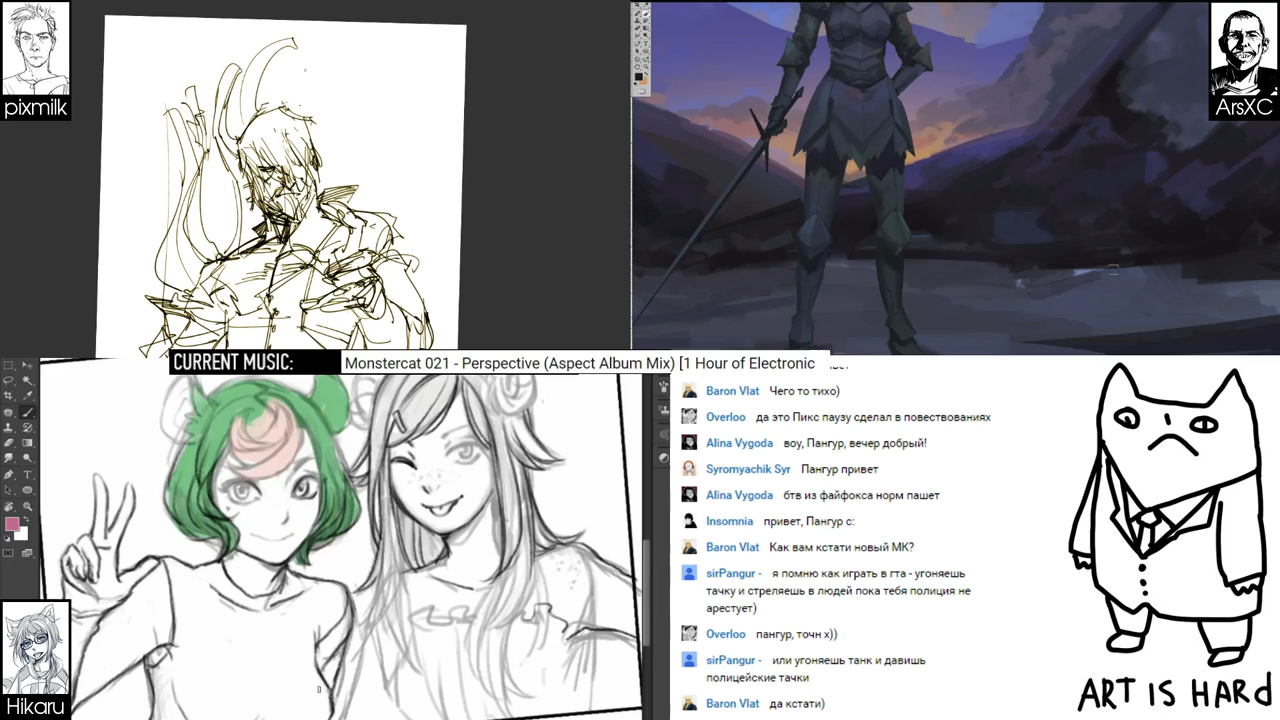 pixmilk
ArsXC
CURRENT MUSIC: Monstercat 021 - Perspective (Aspect Album Mix) [1 Hour of Electronic
Baron Vlat Чего то тихо)
Overloo да это Пикс паузу сделал в повествованиях
Alina Vygoda воу, Пангур, вечер добрый!
Syromyachik Syr Пангур привет
Alina Vygoda бтв из файфокса норм пашет
Insomnia привет, Пангур с:
Baron Vlat Как вам кстати новый МК?
sirPangur - я помню как играть в гта - угоняешь
тачку и стреляешь в людей пока тебя полиция не
арестует)
Overloo пангур, точн х))
sirPangur - или угоняешь танк и давишь
полицейские тачки
Baron Vlat да кстати)
Hikaru
ART IS HARd